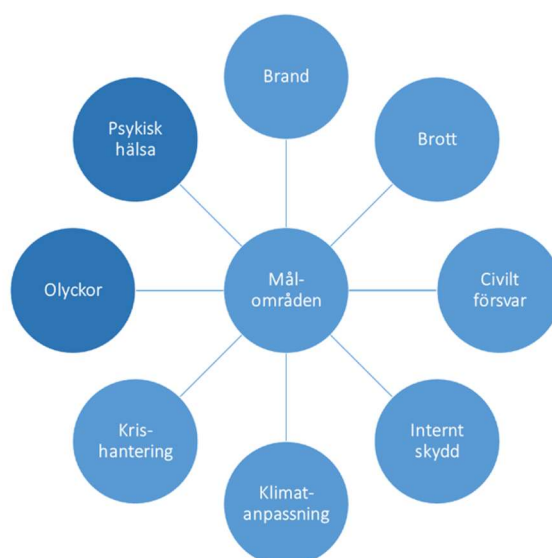 Brand
Psykisk
hälsa
Brott
Olyckor
Mål-
områden
Civilt
försvar
Kris-
hantering
Internt
skydd
Klimat-
anpassning